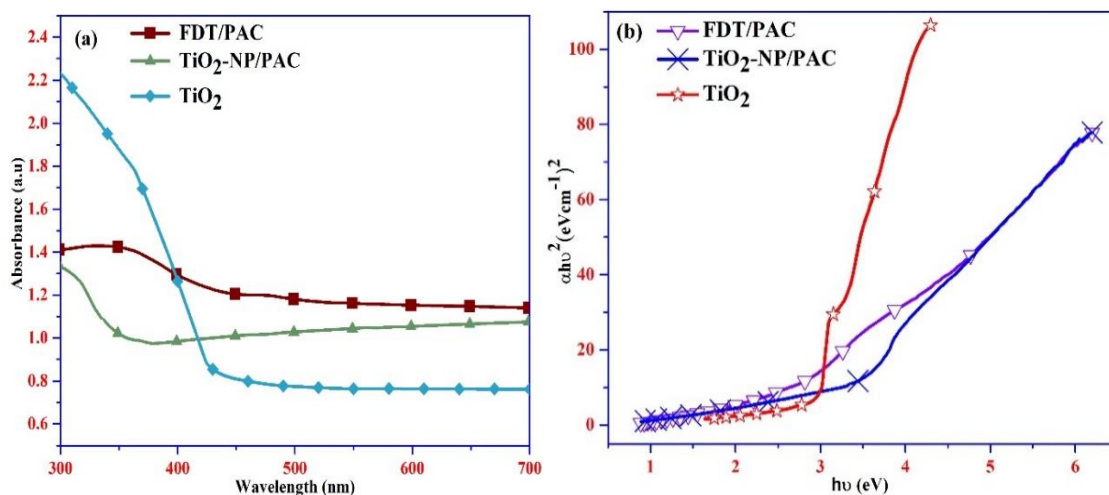 (a)
FDT/PAC
TiO2-NP/PAC
TiO2
Absorbance (a.u)
2.4
2.2
2.0
1.8
1.6
1.4
1.2
1.0
0.8
0.6
300 400 500 600 700
Wavelength (nm)
(b)
FDT/PAC
TiO2-NP/PAC
TiO2
αhυ2 (eVcm-1)2
100
80
60
40
20
0
1 2 3 4 5 6
hυ (eV)